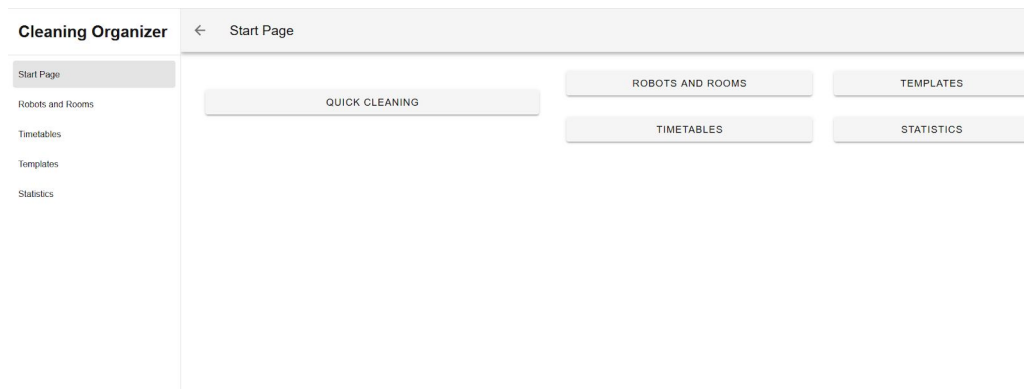 Cleaning Organizer
Start Page
Start Page
Robots and Rooms
Timetables
Templates
Statistics
QUICK CLEANING
ROBOTS AND ROOMS
TEMPLATES
TIMETABLES
STATISTICS